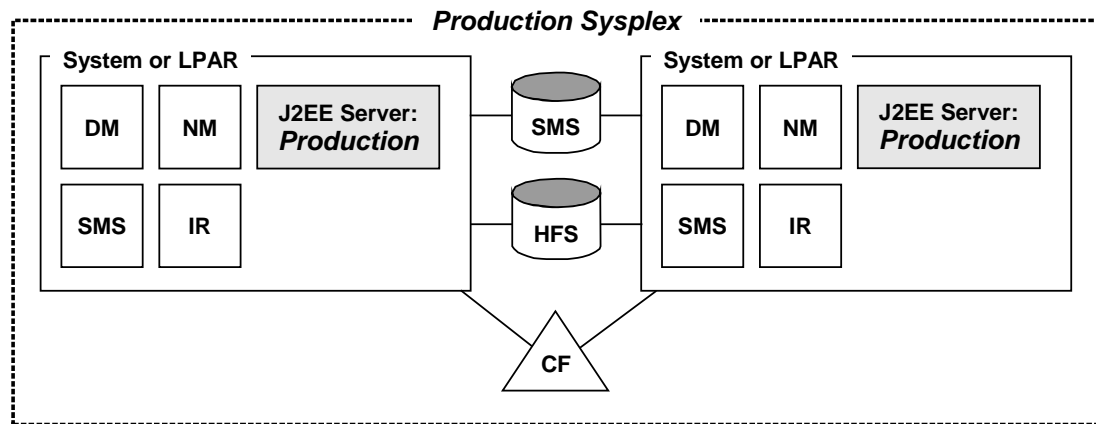 Production Sysplex
System or LPAR
DM
NM
J2EE Server:
Production
SMS
IR
SMS
HFS
System or LPAR
DM
NM
J2EE Server:
Production
SMS
IR
CF